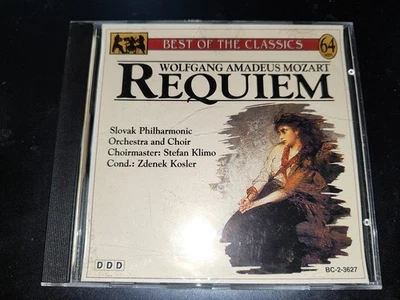 BEST OF THE CLASSICS
64
WOLFGANG AMADEUS MOZART
REQUIEM
Slovak Philharmonic
Orchestra and Choir
Choirmaster: Stefan Klimo
Cond.: Zdenek Kosler
DDD
BC-2-3627